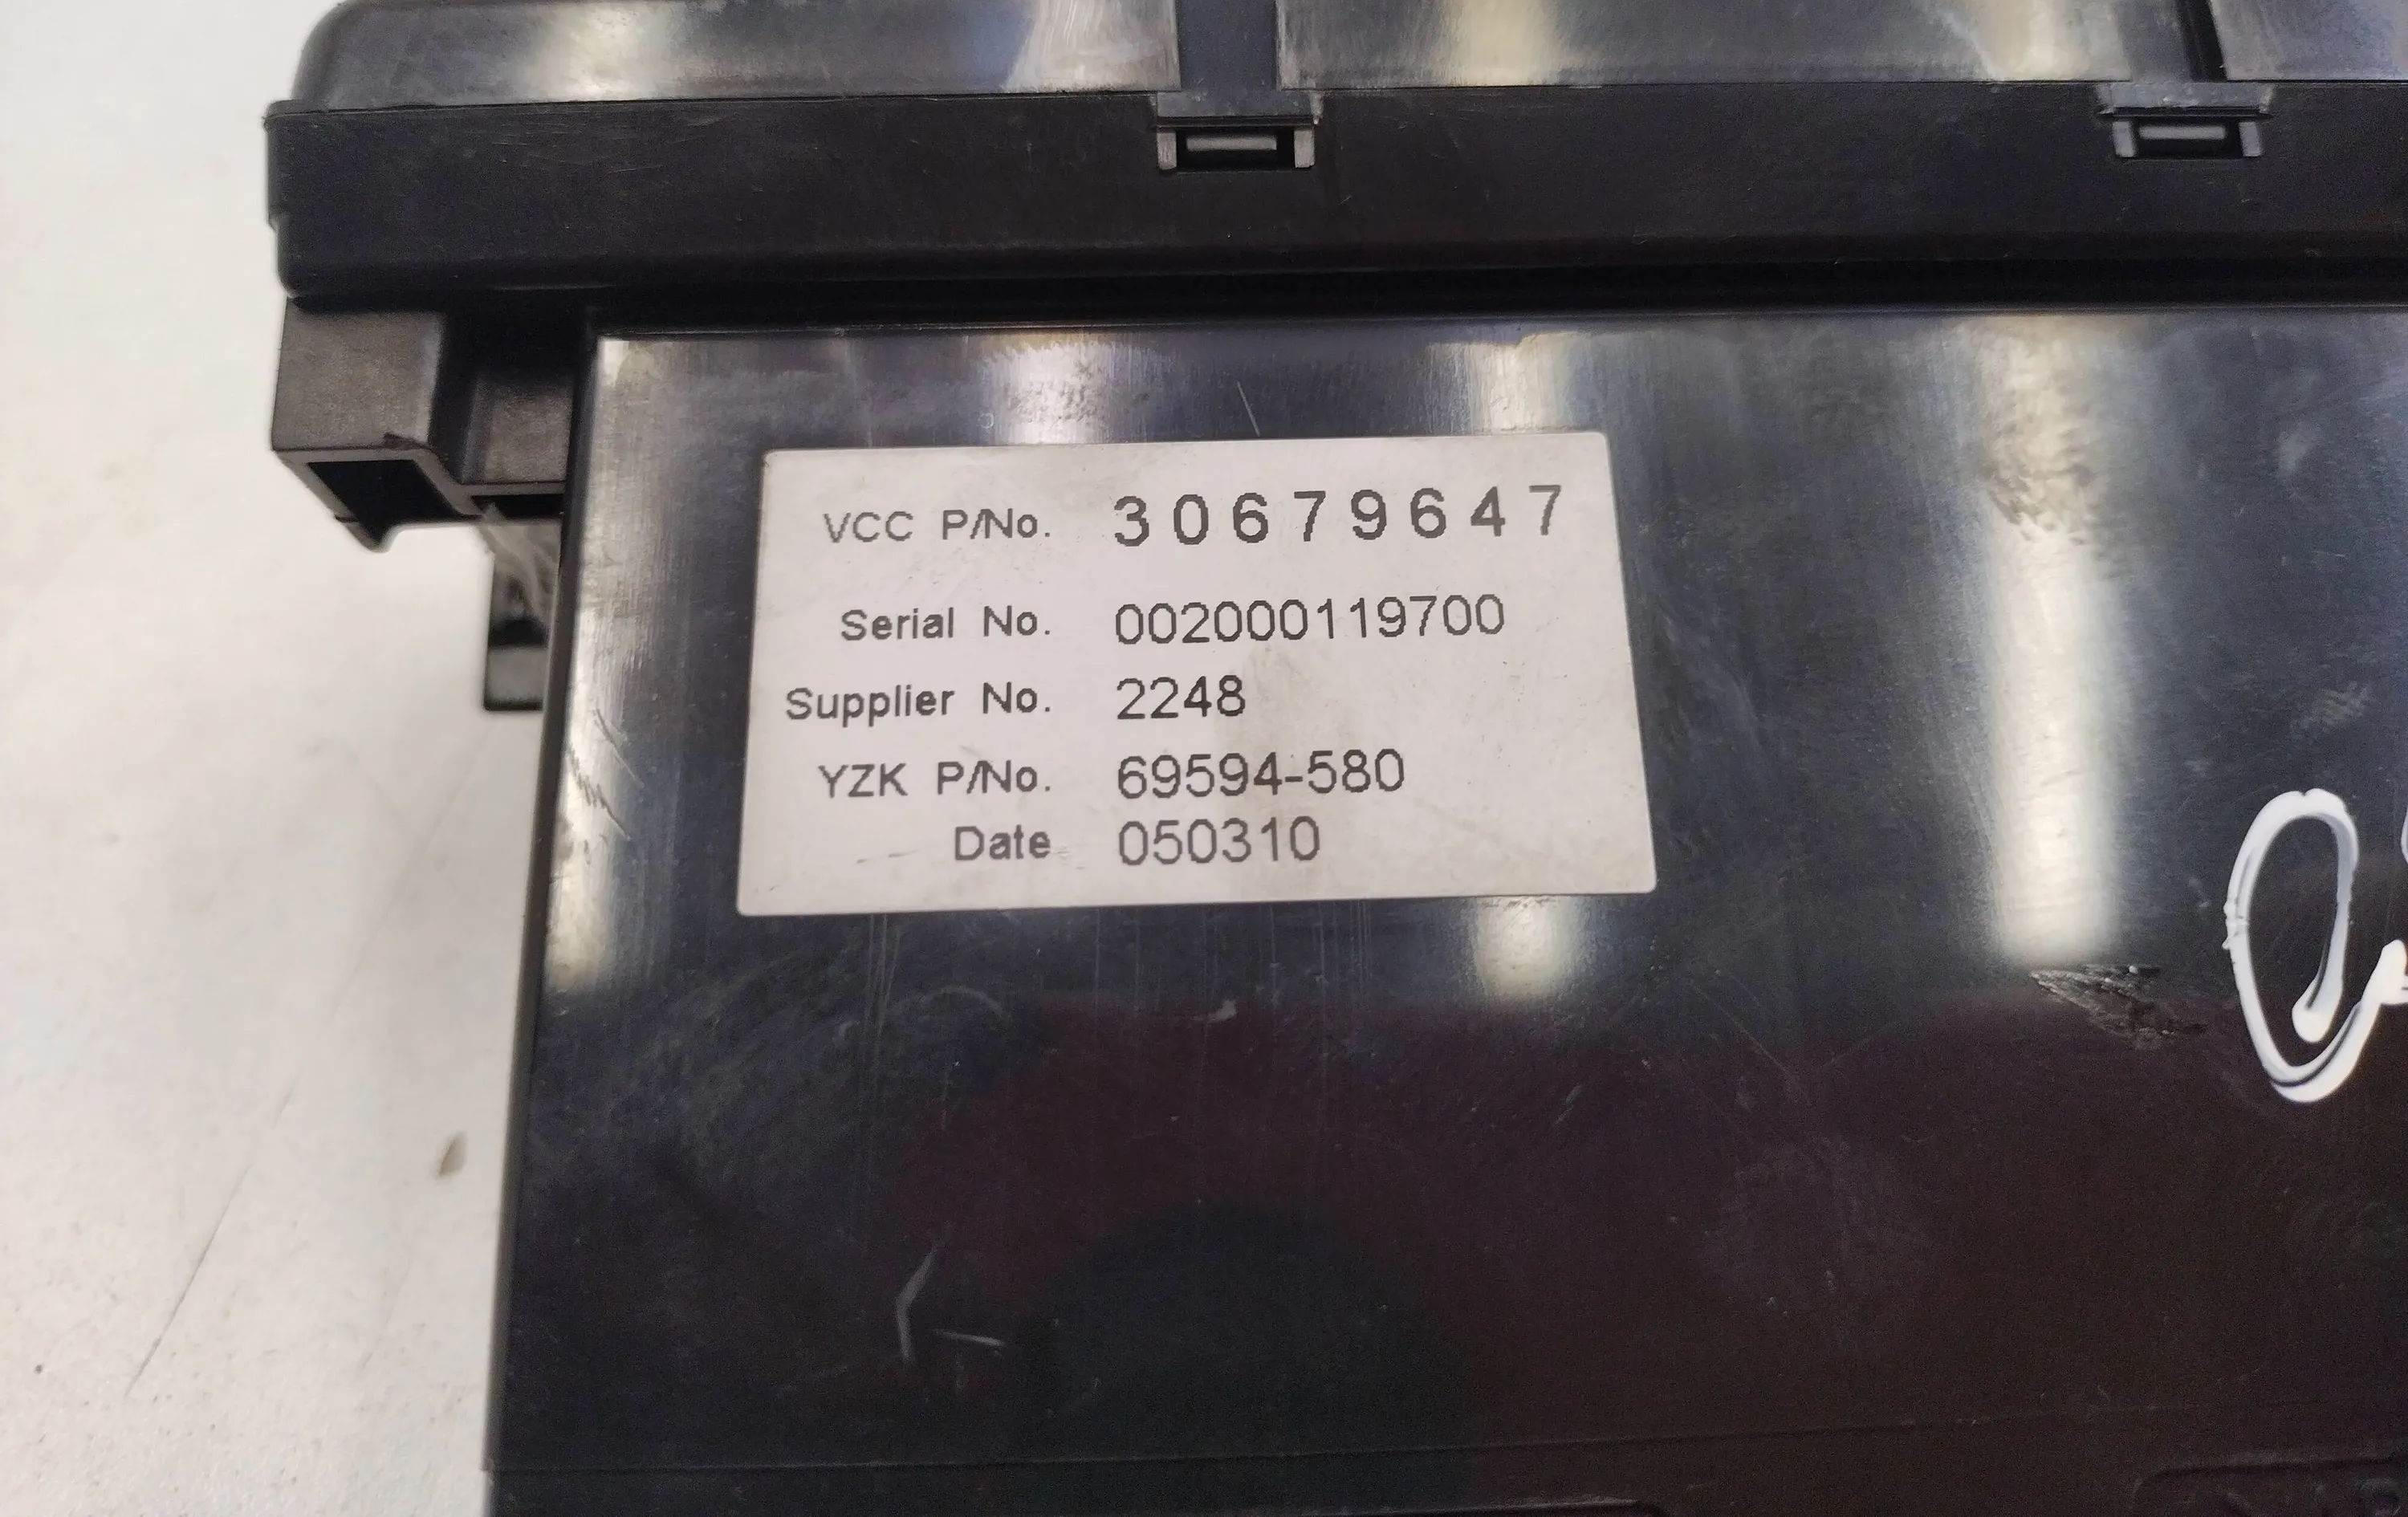 VCC P/No. 30679647
Serial No. 002000119700
Supplier No. 2248
YZK P/No. 69594-580
Date 050310